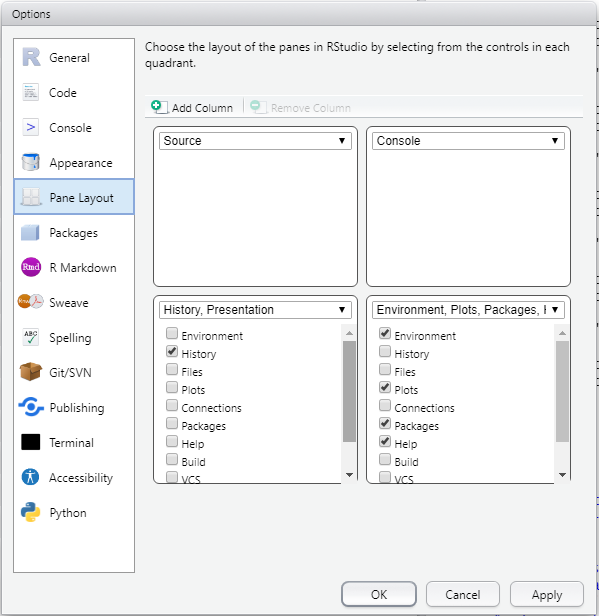 Options
Choose the layout of the panes in RStudio by selecting from the controls in each
quadrant.
R General
Code
> Console
Appearance
Pane Layout
Packages
Rmd R Markdown
Sweave
ABC Spelling
Git/SVN
Publishing
Terminal
Accessibility
Python
Add Column
Remove Column
Source
Console
History, Presentation
Environment
History
Files
Plots
Connections
Packages
Help
Build
VCS
Environment, Plots, Packages,
Environment
History
Files
Plots
Connections
Packages
Help
Build
VCS
OK
Cancel
Apply